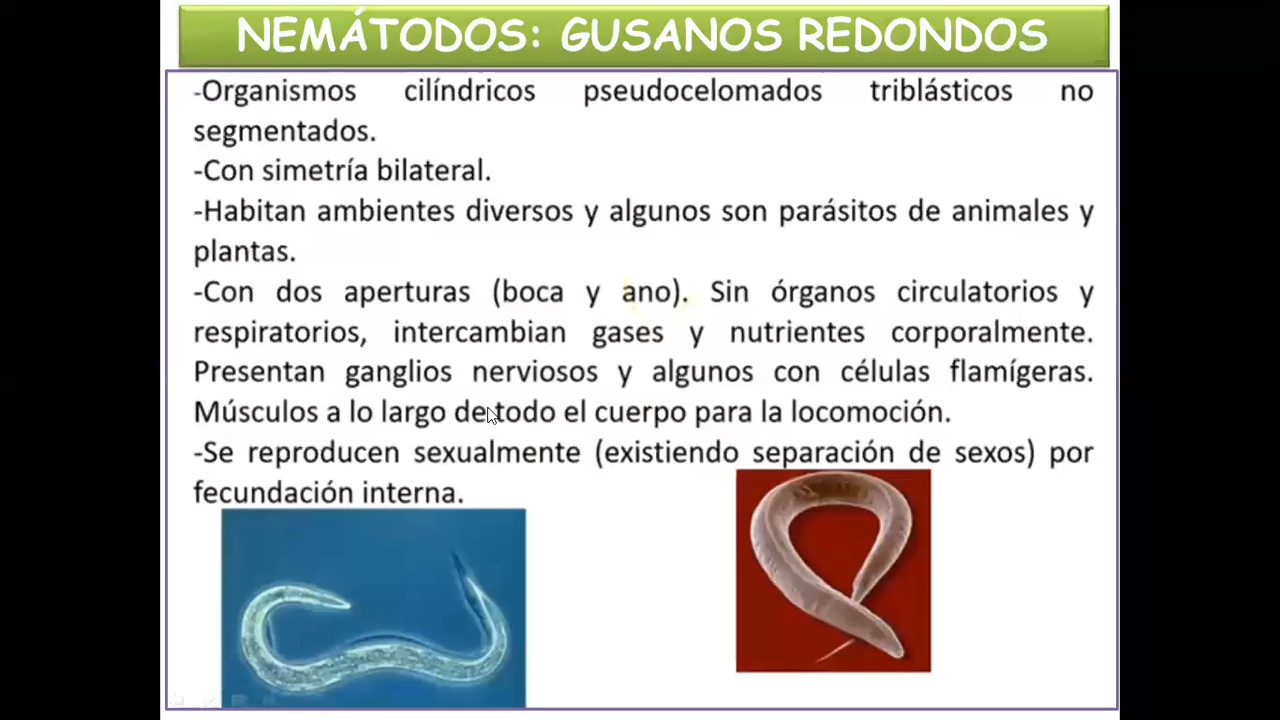 NEMÁTODOS: GUSANOS REDONDOS
-Organismos cilíndricos pseudocelomados triblásticos no
segmentados.
-Con simetría bilateral.
-Habitan ambientes diversos y algunos son parásitos de animales y
plantas.
-Con dos aperturas (boca y ano). Sin órganos circulatorios y
respiratorios, intercambian gases y nutrientes corporalmente.
Presentan ganglios nerviosos y algunos con células flamígeras.
Músculos a lo largo de todo el cuerpo para la locomoción.
-Se reproducen sexualmente (existiendo separación de sexos) por
fecundación interna.